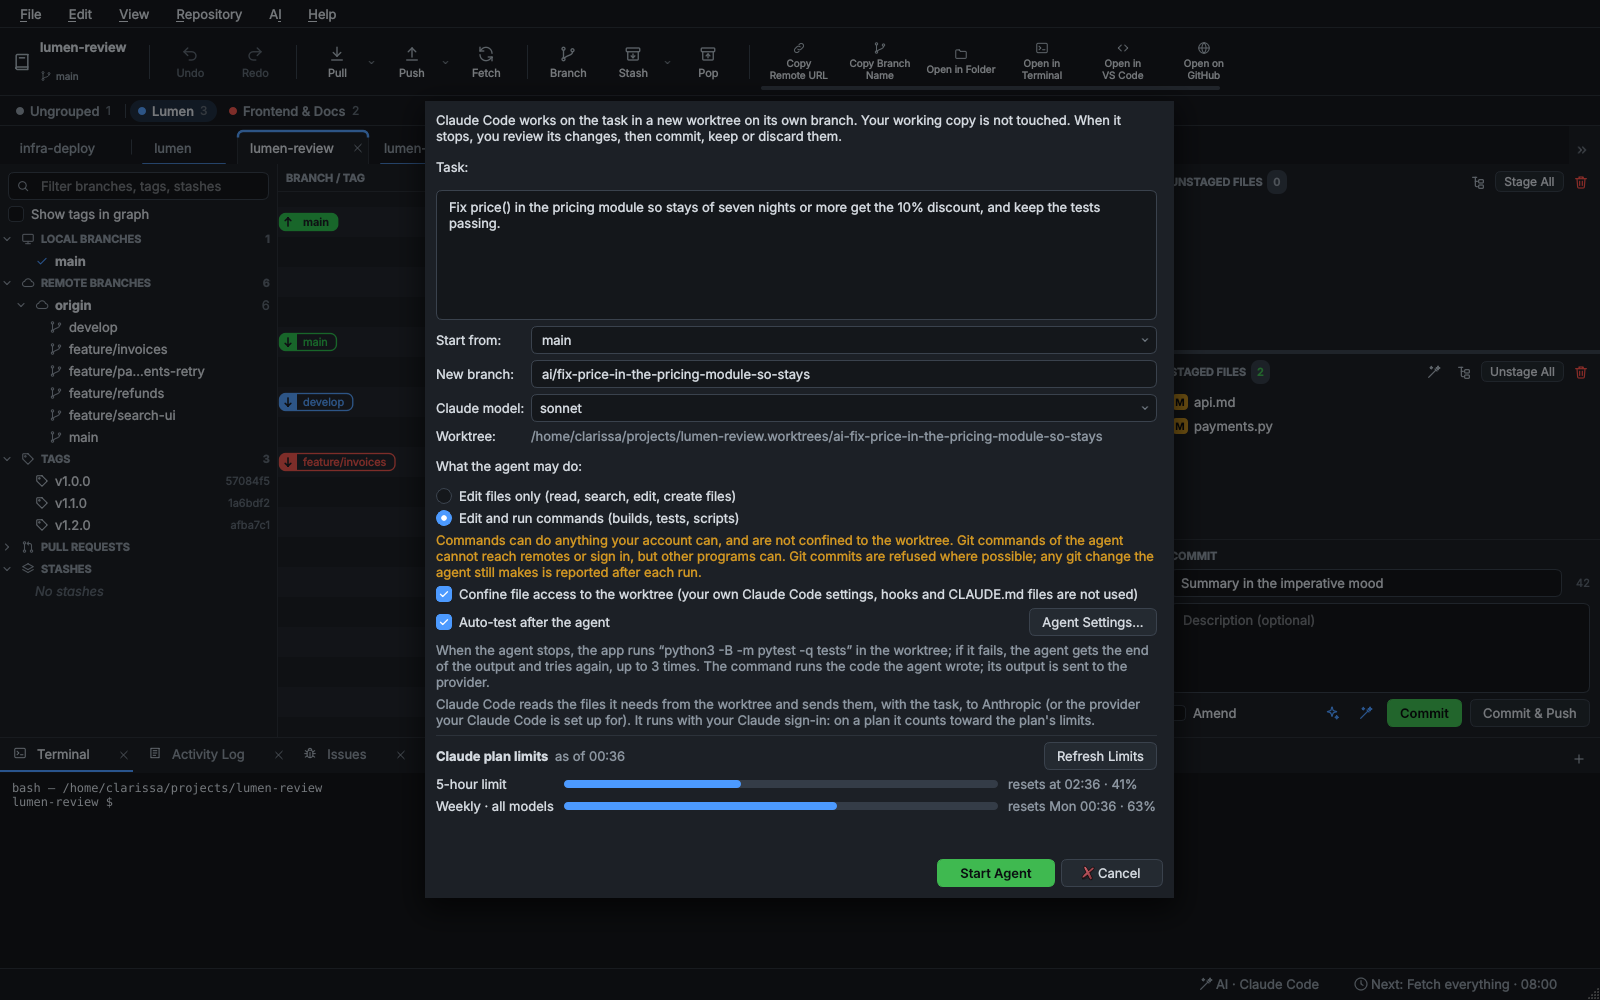 File Edit View Repository AI Help
lumen-review
main
Undo Redo Pull Push Fetch Branch Stash Pop
Copy Remote URL
Copy Branch Name
Open in Folder
Open in Terminal
Open in VS Code
Open on GitHub
Ungrouped 1 Lumen 3 Frontend & Docs 2
infra-deploy lumen lumen-review lumen-
Filter branches, tags, stashes
Show tags in graph
LOCAL BRANCHES 1
main
REMOTE BRANCHES 6
origin 6
develop
feature/invoices
feature/pa...ents-retry
feature/refunds
feature/search-ui
main
TAGS 3
v1.0.0 57084f5
v1.1.0 1a6bdf2
v1.2.0 afba7c1
PULL REQUESTS
STASHES
No stashes
BRANCH / TAG
main
main
develop
feature/invoices
Claude Code works on the task in a new worktree on its own branch. Your working copy is not touched. When it
stops, you review its changes, then commit, keep or discard them.
Task:
Fix price() in the pricing module so stays of seven nights or more get the 10% discount, and keep the tests
passing.
Start from: main
New branch: ai/fix-price-in-the-pricing-module-so-stays
Claude model: sonnet
Worktree: /home/clarissa/projects/lumen-review.worktrees/ai-fix-price-in-the-pricing-module-so-stays
What the agent may do:
Edit files only (read, search, edit, create files)
Edit and run commands (builds, tests, scripts)
Commands can do anything your account can, and are not confined to the worktree. Git commands of the agent
cannot reach remotes or sign in, but other programs can. Git commits are refused where possible; any git change the
agent still makes is reported after each run.
Confine file access to the worktree (your own Claude Code settings, hooks and CLAUDE.md files are not used)
Auto-test after the agent Agent Settings...
When the agent stops, the app runs “python3 -B -m pytest -q tests” in the worktree; if it fails, the agent gets the end
of the output and tries again, up to 3 times. The command runs the code the agent wrote; its output is sent to the
provider.
Claude Code reads the files it needs from the worktree and sends them, with the task, to Anthropic (or the provider
your Claude Code is set up for). It runs with your Claude sign-in: on a plan it counts toward the plan's limits.
Claude plan limits as of 00:36 Refresh Limits
5-hour limit resets at 02:36 · 41%
Weekly · all models resets Mon 00:36 · 63%
Start Agent Cancel
UNSTAGED FILES 0 Stage All
STAGED FILES 2 Unstage All
M api.md
M payments.py
COMMIT
Summary in the imperative mood 42
Description (optional)
Amend Commit Commit & Push
Terminal Activity Log Issues
bash — /home/clarissa/projects/lumen-review
lumen-review $
AI · Claude Code Next: Fetch everything · 08:00